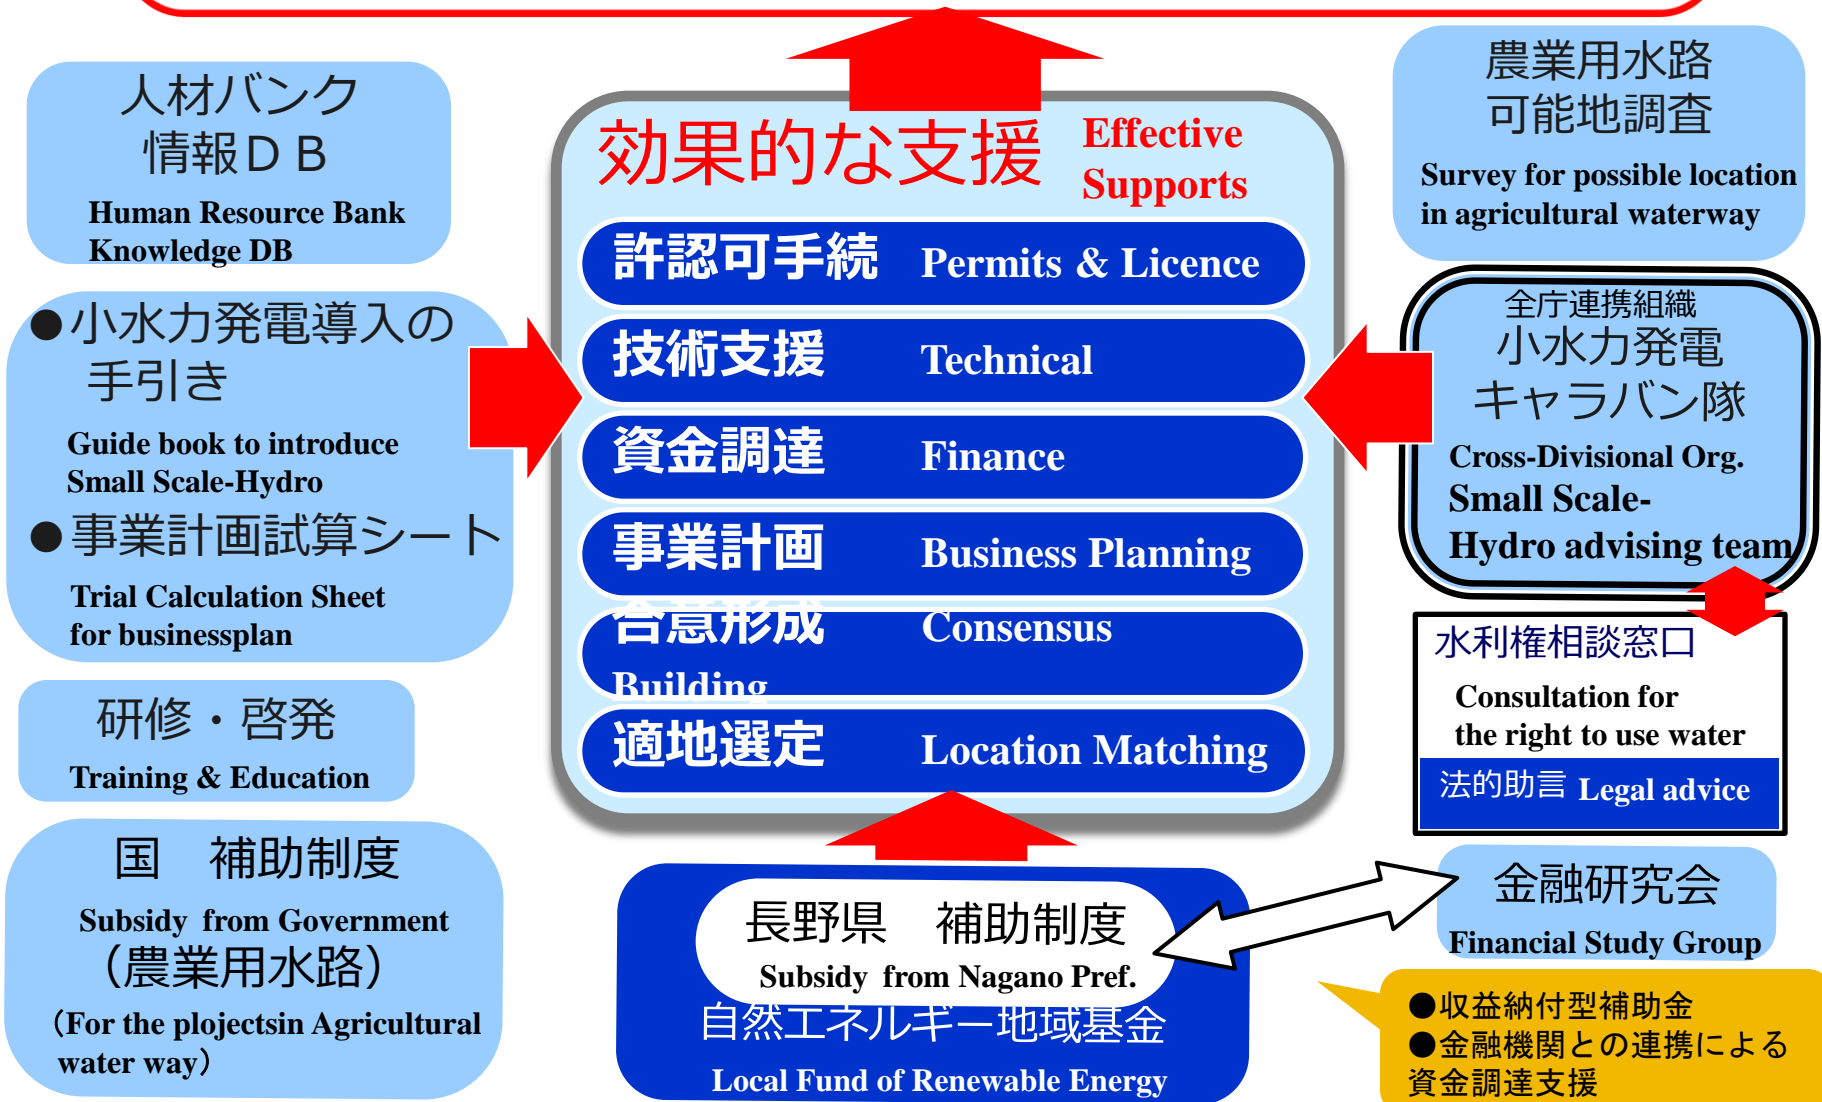 人材バンク
情報ＤＢ
Human Resource Bank
Knowledge DB
●小水力発電導入の
手引き
Guide book to introduce
Small Scale-Hydro
●事業計画試算シート
Trial Calculation Sheet
for businessplan
研修・啓発
Training & Education
国　補助制度
Subsidy from Government
（農業用水路）
（For the plojectsin Agricultural
water way）
効果的な支援 Effective
Supports
許認可手続 Permits & Licence
技術支援 Technical
資金調達 Finance
事業計画 Business Planning
合意形成 Consensus
Building
適地選定 Location Matching
長野県　補助制度
Subsidy from Nagano Pref.
自然エネルギー地域基金
Local Fund of Renewable Energy
農業用水路
可能地調査
Survey for possible location
in agricultural waterway
全庁連携組織
小水力発電
キャラバン隊
Cross-Divisional Org.
Small Scale-
Hydro advising team
水利権相談窓口
Consultation for
the right to use water
法的助言 Legal advice
金融研究会
Financial Study Group
●収益納付型補助金
●金融機関との連携による
資金調達支援